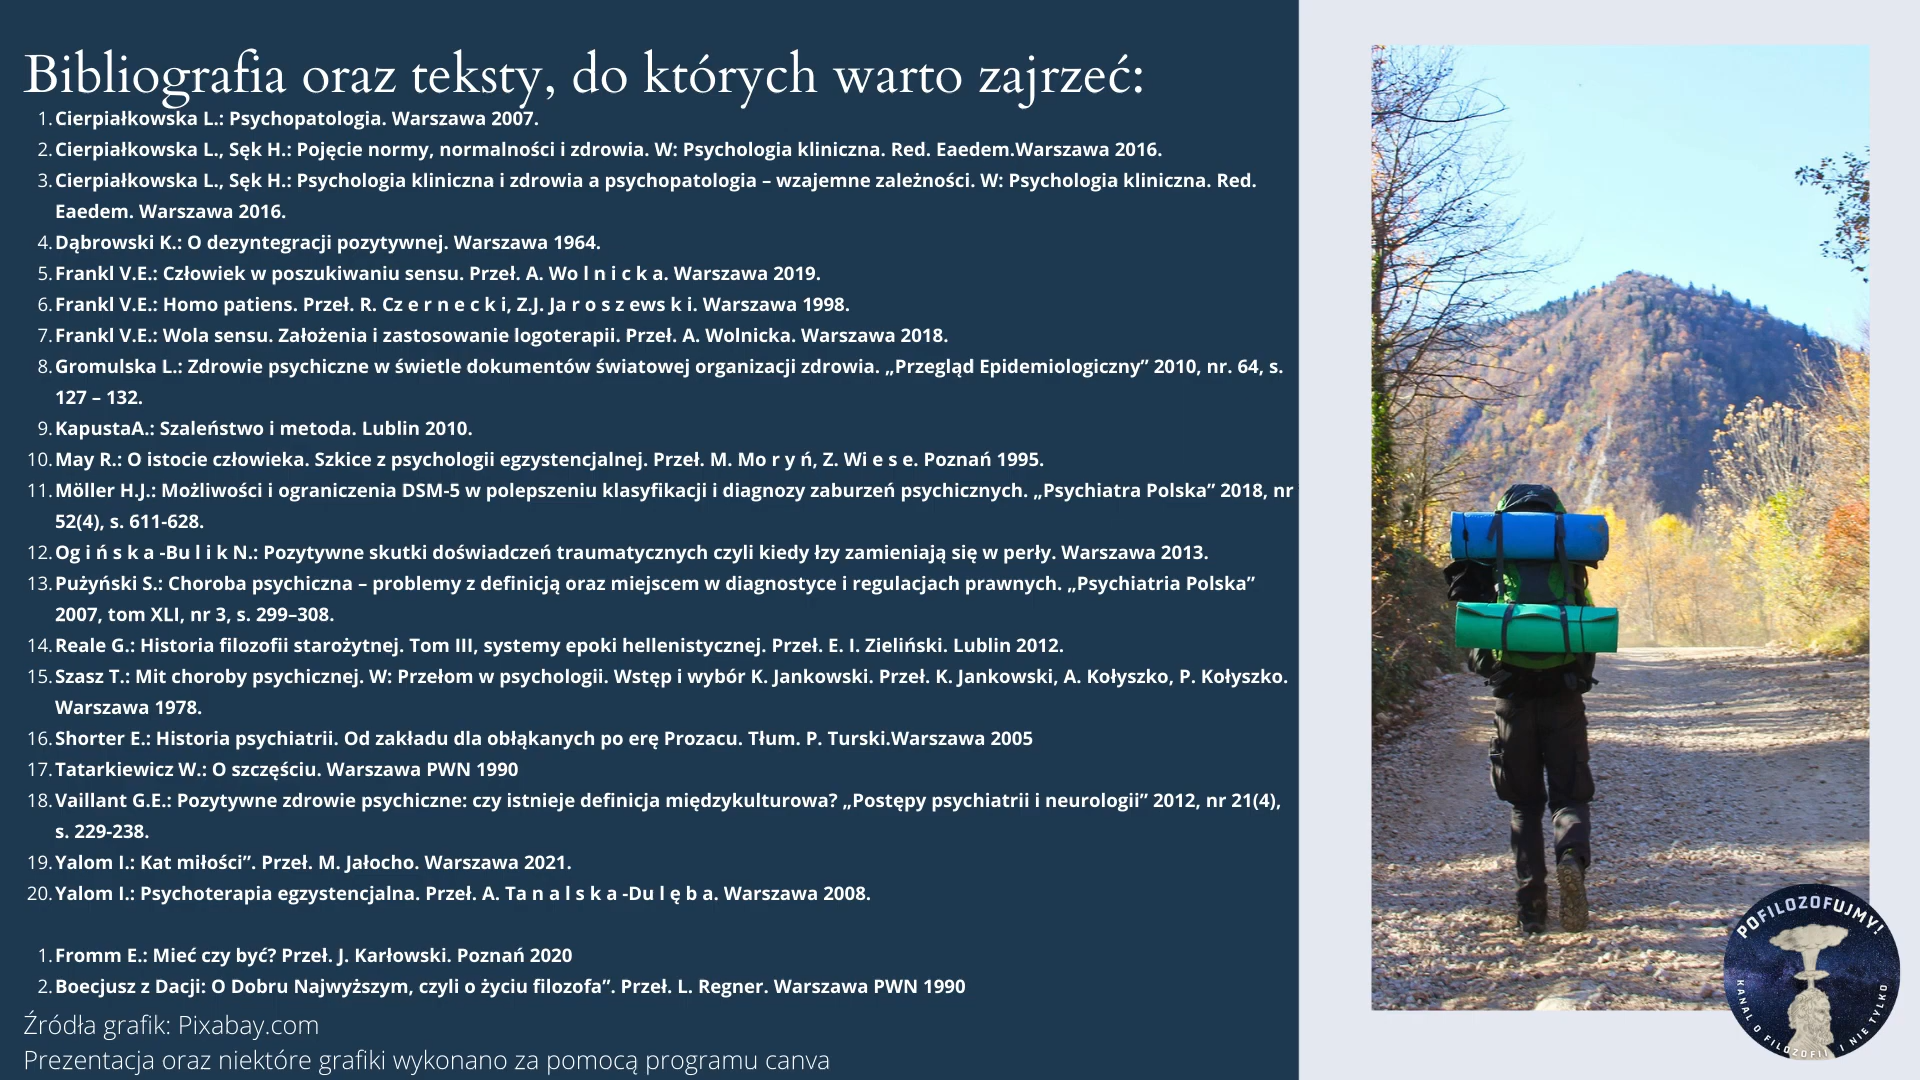 Bibliografia oraz teksty, do których warto zajrzeć:
1. Cierpiałkowska L.: Psychopatologia. Warszawa 2007.
2. Cierpiałkowska L., Sęk H.: Pojęcie normy, normalności i zdrowia. W: Psychologia kliniczna. Red. Eaedem.Warszawa 2016.
3. Cierpiałkowska L., Sęk H.: Psychologia kliniczna i zdrowia a psychopatologia – wzajemne zależności. W: Psychologia kliniczna. Red.
Eaedem. Warszawa 2016.
4. Dąbrowski K.: O dezyntegracji pozytywnej. Warszawa 1964.
5. Frankl V.E.: Człowiek w poszukiwaniu sensu. Przeł. A. Wo l n i c k a. Warszawa 2019.
6. Frankl V.E.: Homo patiens. Przeł. R. Cz e r n e c k i, Z.J. Ja r o s z ews k i. Warszawa 1998.
7. Frankl V.E.: Wola sensu. Założenia i zastosowanie logoterapii. Przeł. A. Wolnicka. Warszawa 2018.
8. Gromulska L.: Zdrowie psychiczne w świetle dokumentów światowej organizacji zdrowia. „Przegląd Epidemiologiczny” 2010, nr. 64, s.
127 – 132.
9. KapustaA.: Szaleństwo i metoda. Lublin 2010.
10. May R.: O istocie człowieka. Szkice z psychologii egzystencjalnej. Przeł. M. Mo r y ń, Z. Wi e s e. Poznań 1995.
11. Möller H.J.: Możliwości i ograniczenia DSM-5 w polepszeniu klasyfikacji i diagnozy zaburzeń psychicznych. „Psychiatra Polska” 2018, nr
52(4), s. 611-628.
12. Og i ń s k a -Bu l i k N.: Pozytywne skutki doświadczeń traumatycznych czyli kiedy łzy zamieniają się w perły. Warszawa 2013.
13. Pużyński S.: Choroba psychiczna – problemy z definicją oraz miejscem w diagnostyce i regulacjach prawnych. „Psychiatria Polska”
2007, tom XLI, nr 3, s. 299–308.
14. Reale G.: Historia filozofii starożytnej. Tom III, systemy epoki hellenistycznej. Przeł. E. I. Zieliński. Lublin 2012.
15. Szasz T.: Mit choroby psychicznej. W: Przełom w psychologii. Wstęp i wybór K. Jankowski. Przeł. K. Jankowski, A. Kołyszko, P. Kołyszko.
Warszawa 1978.
16. Shorter E.: Historia psychiatrii. Od zakładu dla obłąkanych po erę Prozacu. Tłum. P. Turski.Warszawa 2005
17. Tatarkiewicz W.: O szczęściu. Warszawa PWN 1990
18. Vaillant G.E.: Pozytywne zdrowie psychiczne: czy istnieje definicja międzykulturowa? „Postępy psychiatrii i neurologii” 2012, nr 21(4),
s. 229-238.
19. Yalom I.: Kat miłości”. Przeł. M. Jałocho. Warszawa 2021.
20. Yalom I.: Psychoterapia egzystencjalna. Przeł. A. Ta n a l s k a -Du l ę b a. Warszawa 2008.
1. Fromm E.: Mieć czy być? Przeł. J. Karłowski. Poznań 2020
2. Boecjusz z Dacji: O Dobru Najwyższym, czyli o życiu filozofa”. Przeł. L. Regner. Warszawa PWN 1990
Źródła grafik: Pixabay.com
Prezentacja oraz niektóre grafiki wykonano za pomocą programu canva
POFILOZOFUJMY!
KANAŁ O FILOZOFII I NIE TYLKO